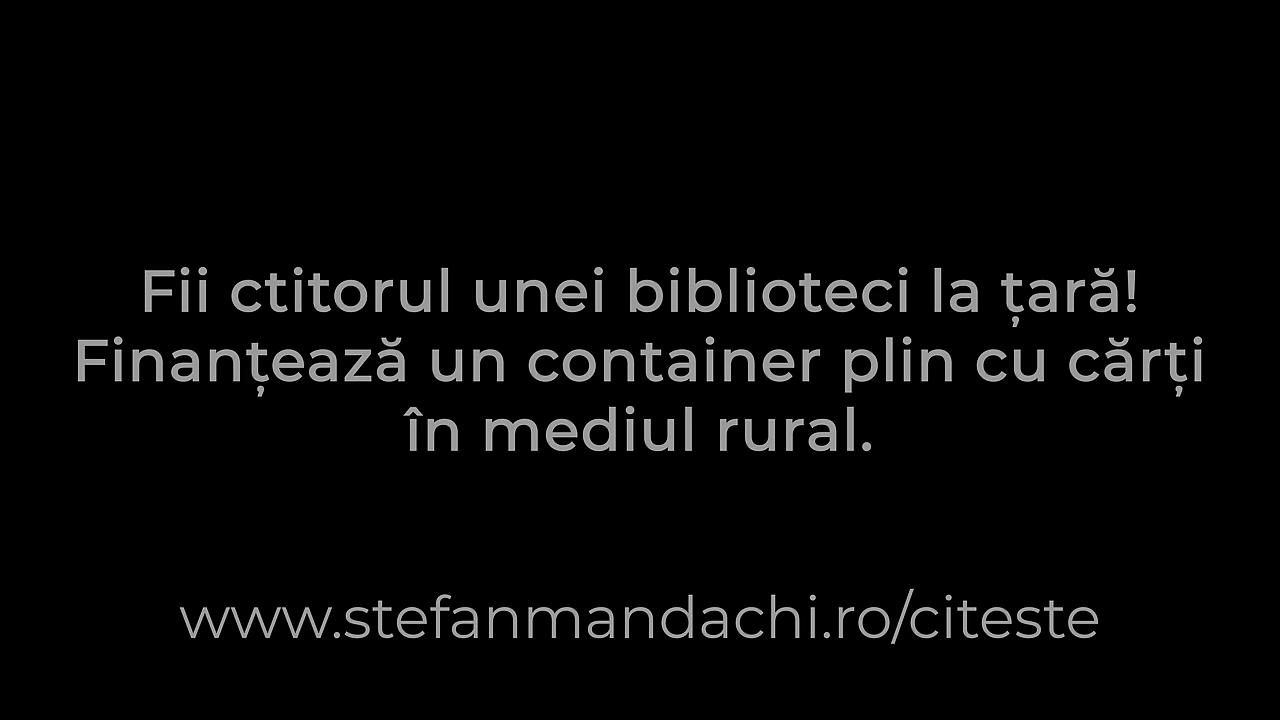 Fii ctitorul unei biblioteci la țară!
Finanțează un container plin cu cărți
în mediul rural.
www.stefanmandachi.ro/citeste